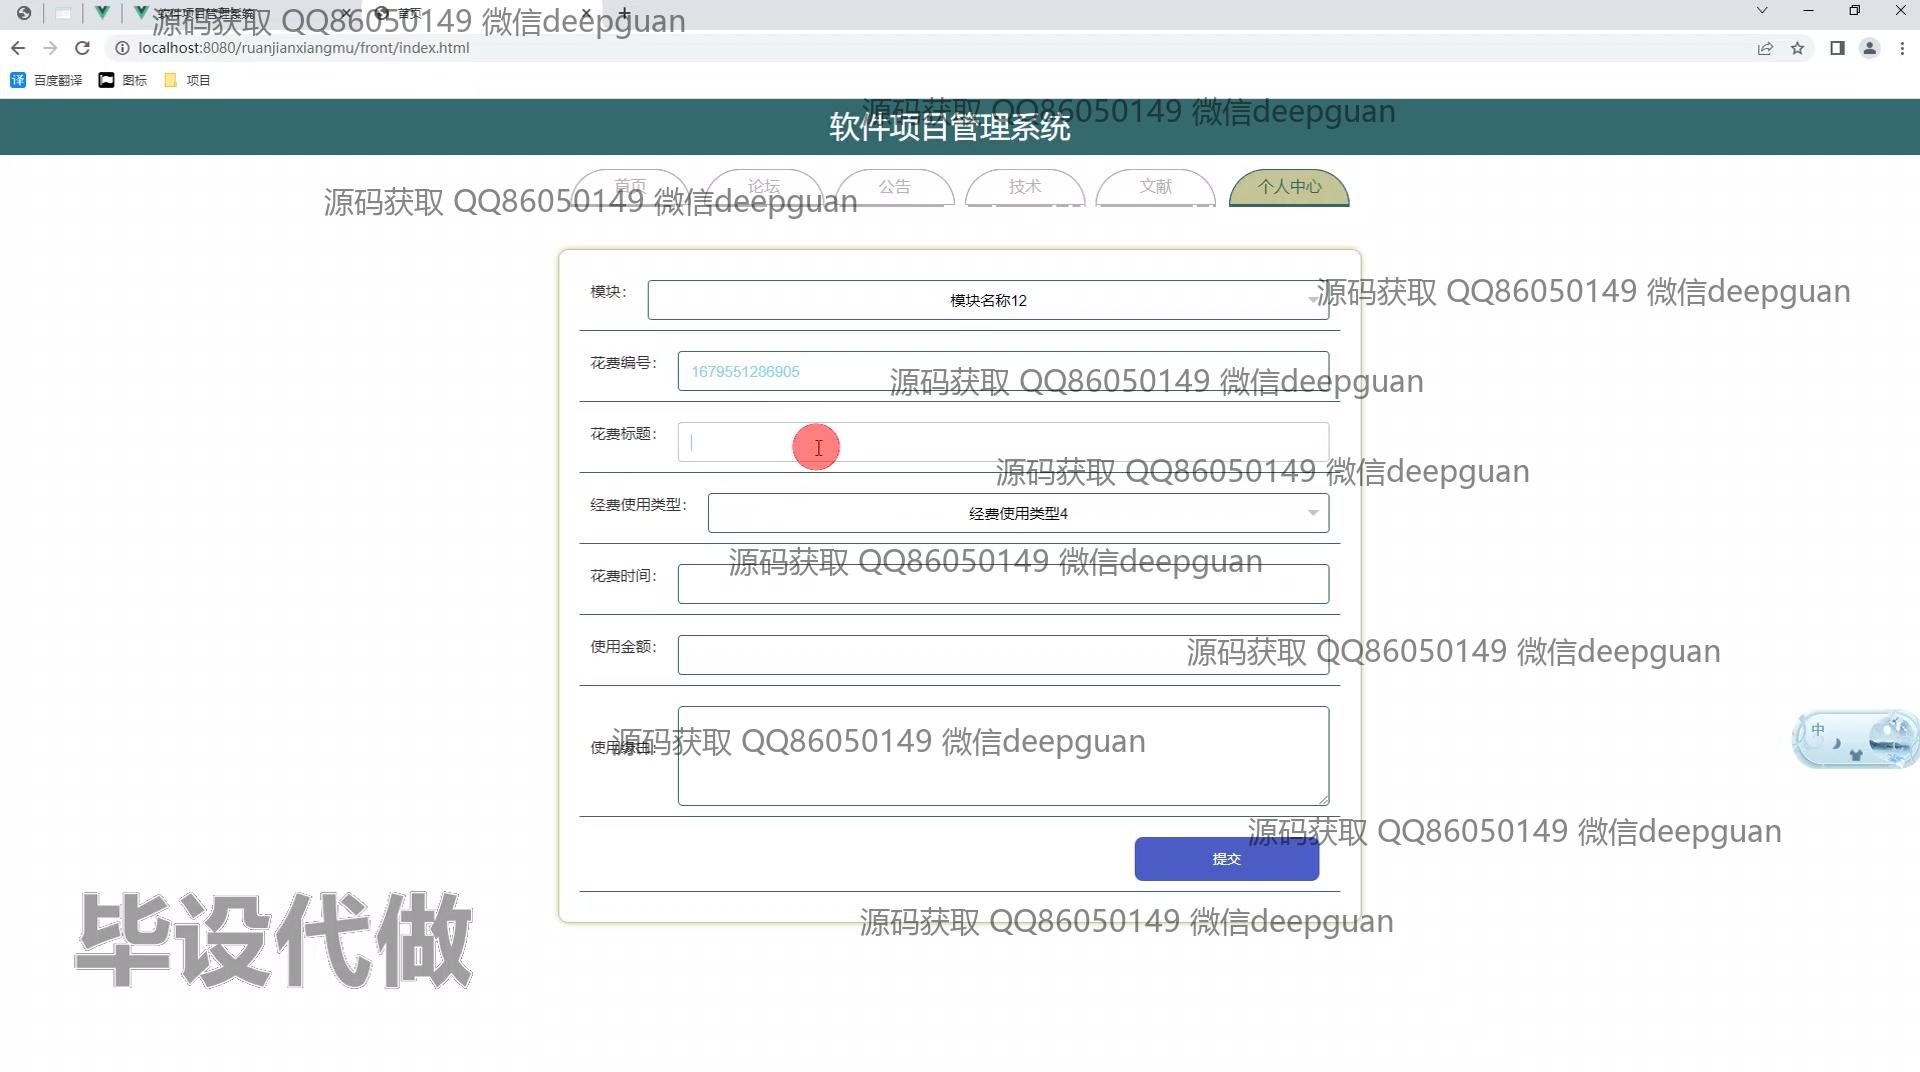 软件项目管理系统
首页
源码获取 QQ86050149 微信deepguan
localhost:8080/ruanjianxiangmu/front/index.html
百度翻译
图标
项目
源码获取 QQ86050149 微信deepguan
软件项目管理系统
首页
论坛
公告
技术
文献
个人中心
源码获取 QQ86050149 微信deepguan
模块：
模块名称12
源码获取 QQ86050149 微信deepguan
花费编号：
1679551286905
源码获取 QQ86050149 微信deepguan
花费标题：
源码获取 QQ86050149 微信deepguan
经费使用类型：
经费使用类型4
源码获取 QQ86050149 微信deepguan
花费时间：
使用金额：
源码获取 QQ86050149 微信deepguan
源码获取 QQ86050149 微信deepguan
中
源码获取 QQ86050149 微信deepguan
提交
源码获取 QQ86050149 微信deepguan
毕设代做